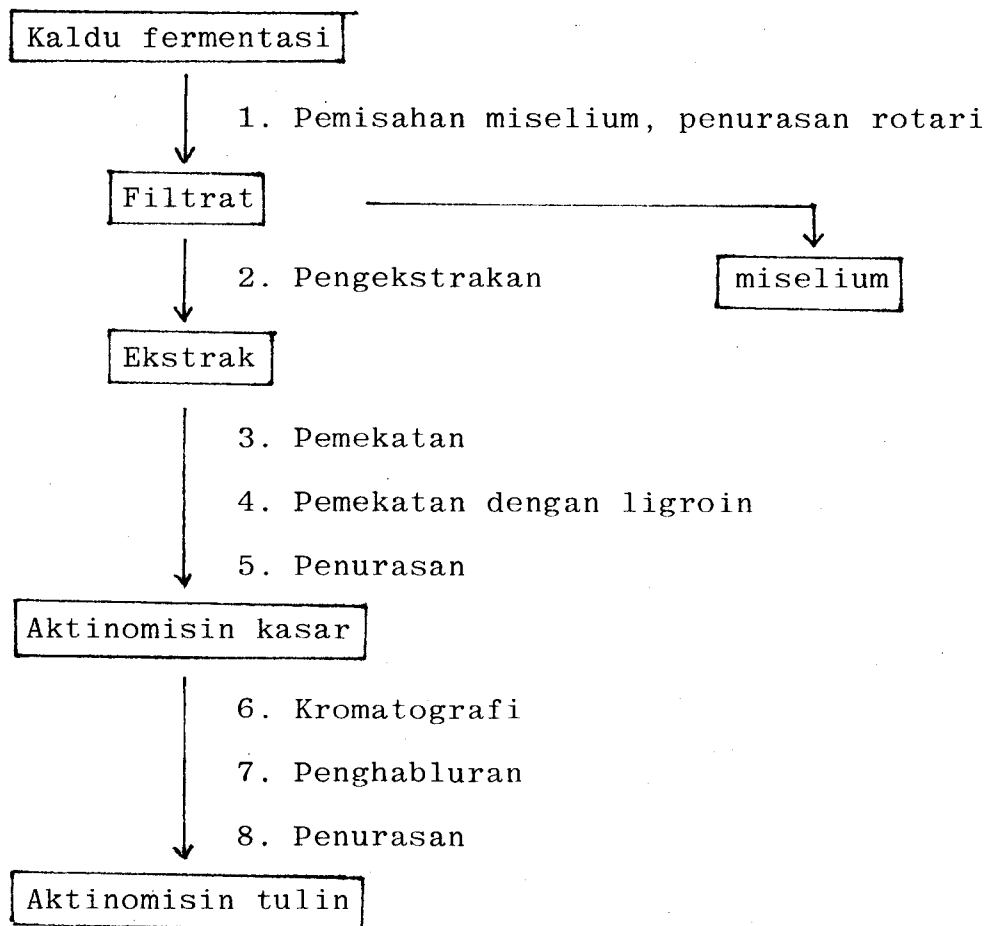 Kaldu fermentasi
1. Pemisahan miselium, penurasan rotari
Filtrat
2. Pengekstrakan
miselium
Ekstrak
3. Pemekatan
4. Pemekatan dengan ligroin
5. Penurasan
Aktinomisin kasar
6. Kromatografi
7. Penghabluran
8. Penurasan
Aktinomisin tulin